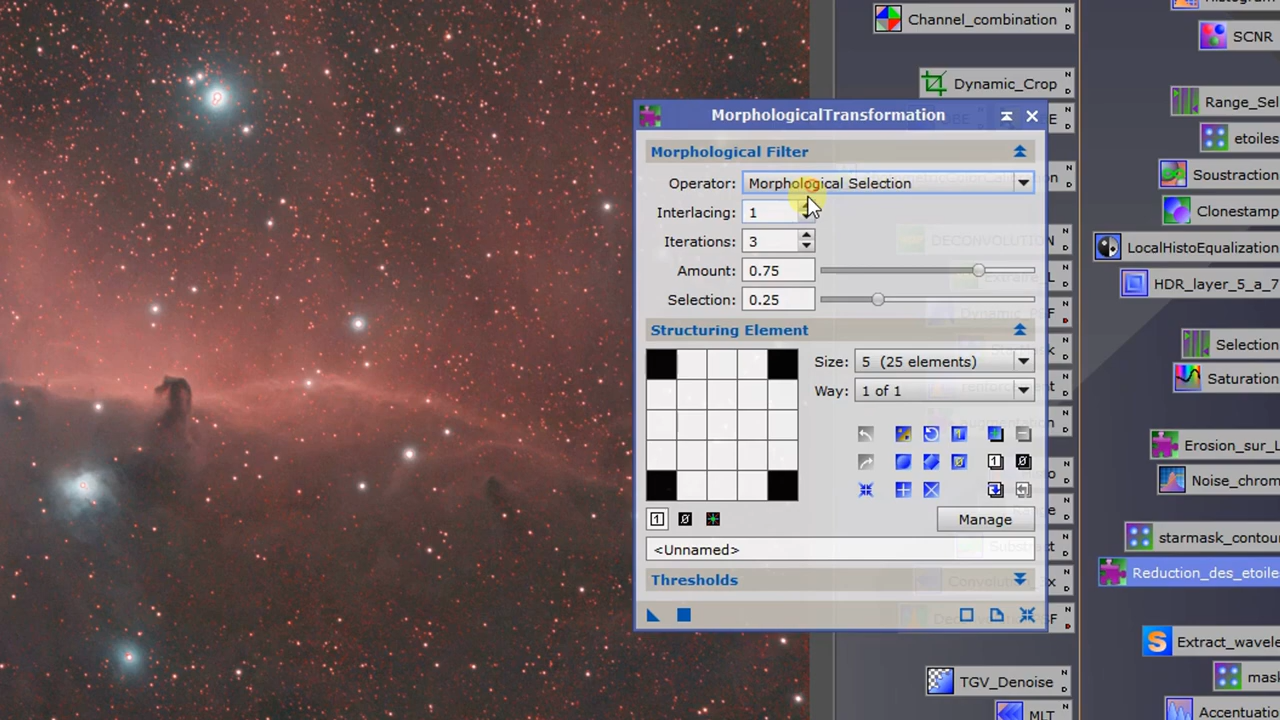 Channel_combination
N
D
SCNR
Dynamic_Crop
N
D
MorphologicalTransformation
Range_Sel
Morphological Filter
etoiles
Operator: Morphological Selection
Soustraction
Interlacing: 1
Clonestamp
Iterations: 3
DECONVOLUTION
LocalHistoEqualization
Amount: 0.75
HDR_layer_5_a_7
Selection: 0.25
Structuring Element
Selection
Size: 5 (25 elements)
Saturation
Way: 1 of 1
Erosion_sur_L
Noise_chrom
Manage
starmask_contou
<Unnamed>
Reduction_des_etoile
Thresholds
Extract_wavele
TGV_Denoise
N
D
mask
MLT
N
Accentuatio